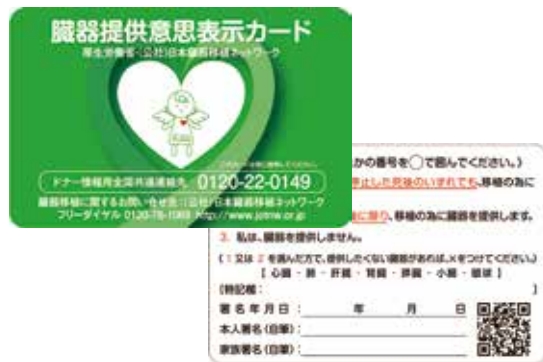 臓器提供意思表示カード
厚生労働省・(公社)日本臓器移植ネットワーク
ドナー情報用全国共通連絡先 0120-22-0149
臓器移植に関するお問い合せ先:(公社)日本臓器移植ネットワーク
フリーダイヤル 0120-78-1069 http://www.jotnw.or.jp
かの番号を◯で囲んでください。)
停止した死後のいずれでも、移植の為に
に限り、移植の為に臓器を提供します。
3. 私は、臓器を提供しません。
(1又は2を選んだ方で、提供したくない臓器があれば、×をつけてください。)
【心臓・肺・肝臓・腎臓・膵臓・小腸・眼球】
[特記欄:
署名年月日: 年 月 日
本人署名(自筆):
家族署名(自筆):